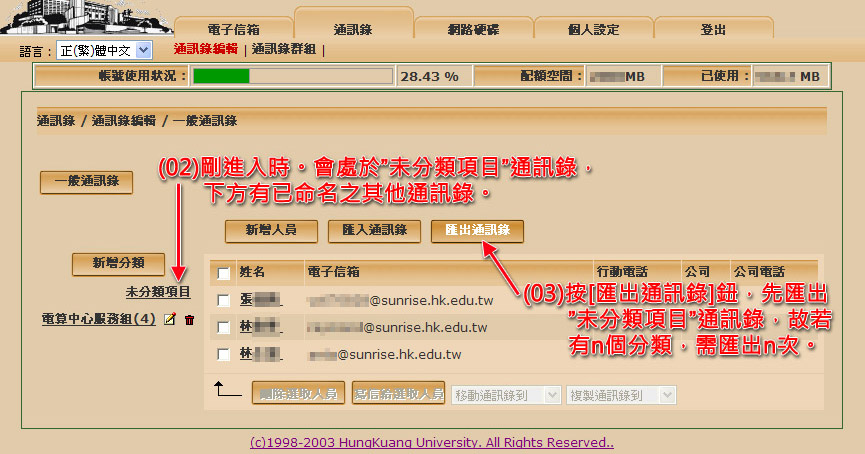 電子信箱 通訊錄 網路硬碟 個人設定 登出
語言： 正(繁)體中文 通訊錄編輯 | 通訊錄群組 |
帳號使用狀況： 28.43 % 配額空間： MB 已使用： MB
通訊錄 / 通訊錄編輯 / 一般通訊錄
一般通訊錄
(02)剛進入時。會處於"未分類項目"通訊錄，
下方有已命名之其他通訊錄。
新增人員 匯入通訊錄 匯出通訊錄
新增分類
未分類項目
電算中心服務組(4)
姓名 電子信箱 行動電話 公司 公司電話
張 @sunrise.hk.edu.tw
林 @sunrise.hk.edu.tw
林 @sunrise.hk.edu.tw
(03)按[匯出通訊錄]鈕，先匯出
"未分類項目"通訊錄，故若
有n個分類，需匯出n次。
刪除選取人員 寫信給選取人員 移動通訊錄到 複製通訊錄到
(c)1998-2003 HungKuang University. All Rights Reserved..